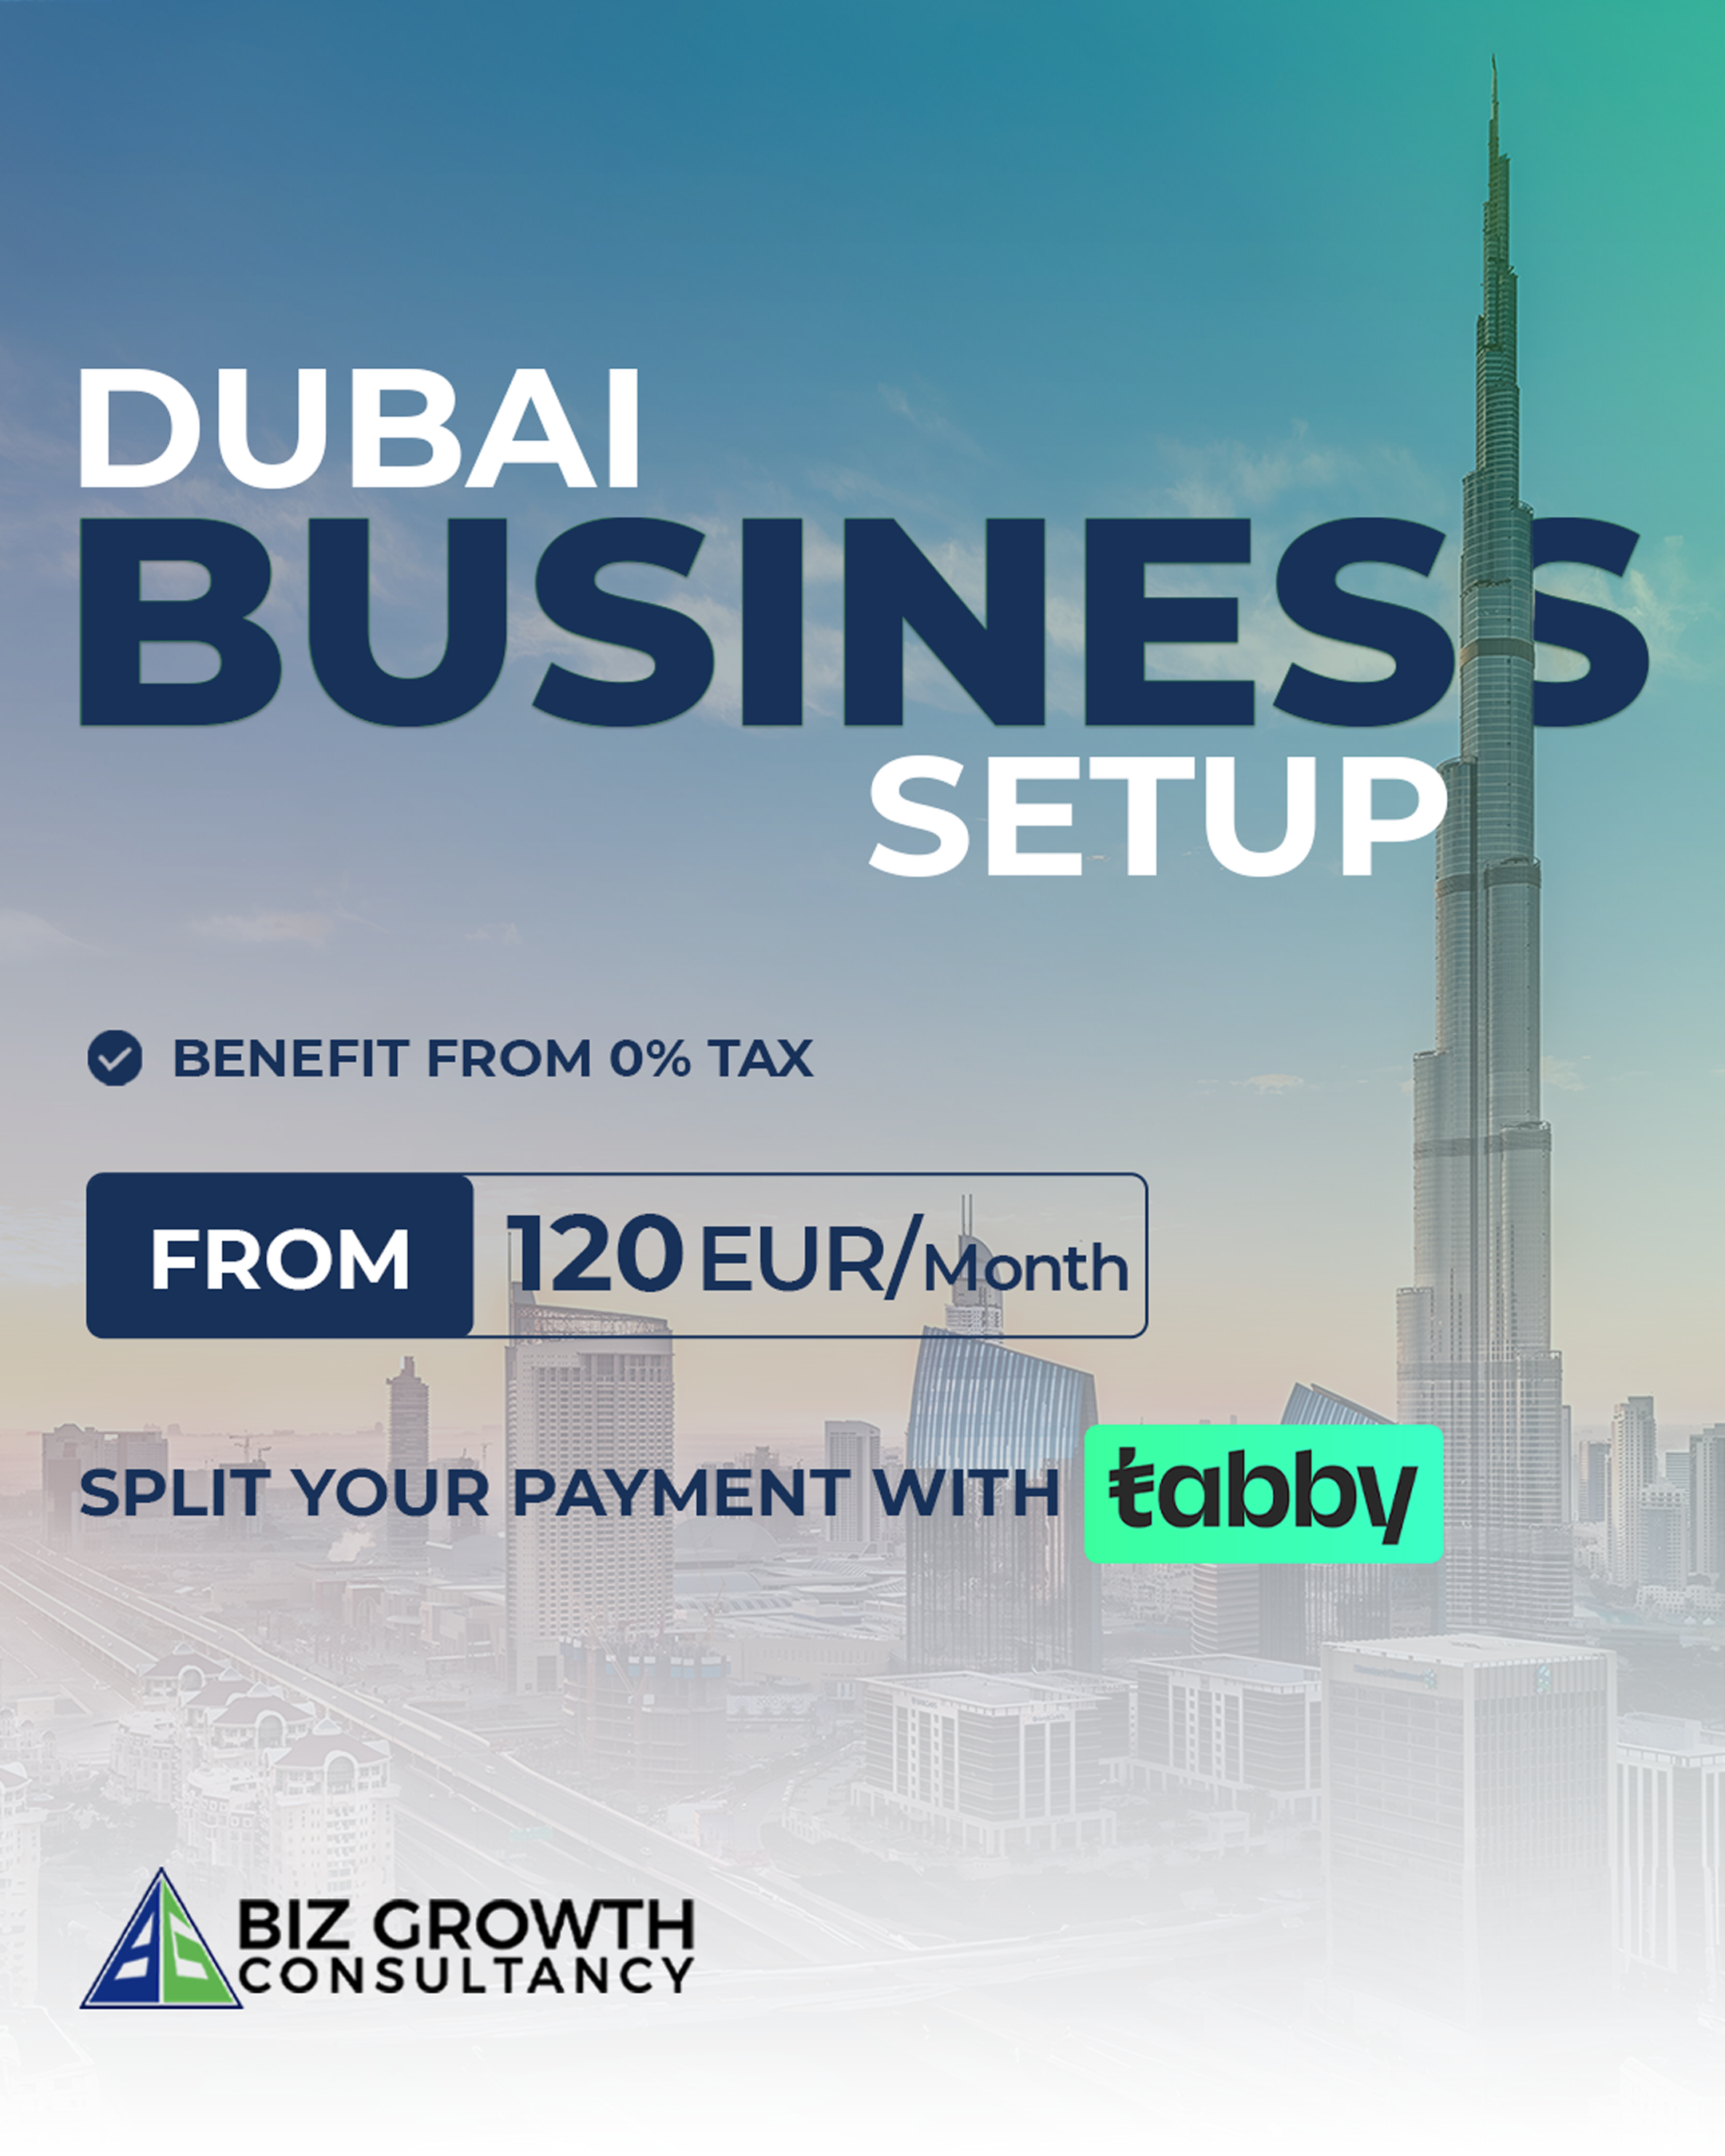 DUBAI
BUSINESS
SETUP
BENEFIT FROM 0% TAX
FROM 120 EUR/Month
SPLIT YOUR PAYMENT WITH tabby
BIZ GROWTH
CONSULTANCY